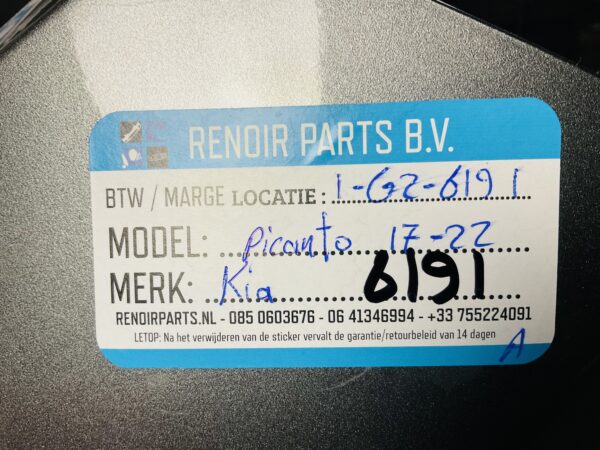 RENOIR PARTS B.V.
BTW / MARGE LOCATIE : 1-G2-6191
MODEL: Picanto 17-22
MERK: Kia 6191
RENOIRPARTS.NL - 085 0603676 - 06 41346994 - +33 755224091
LETOP: Na het verwijderen van de sticker vervalt de garantie/retourbeleid van 14 dagen
A